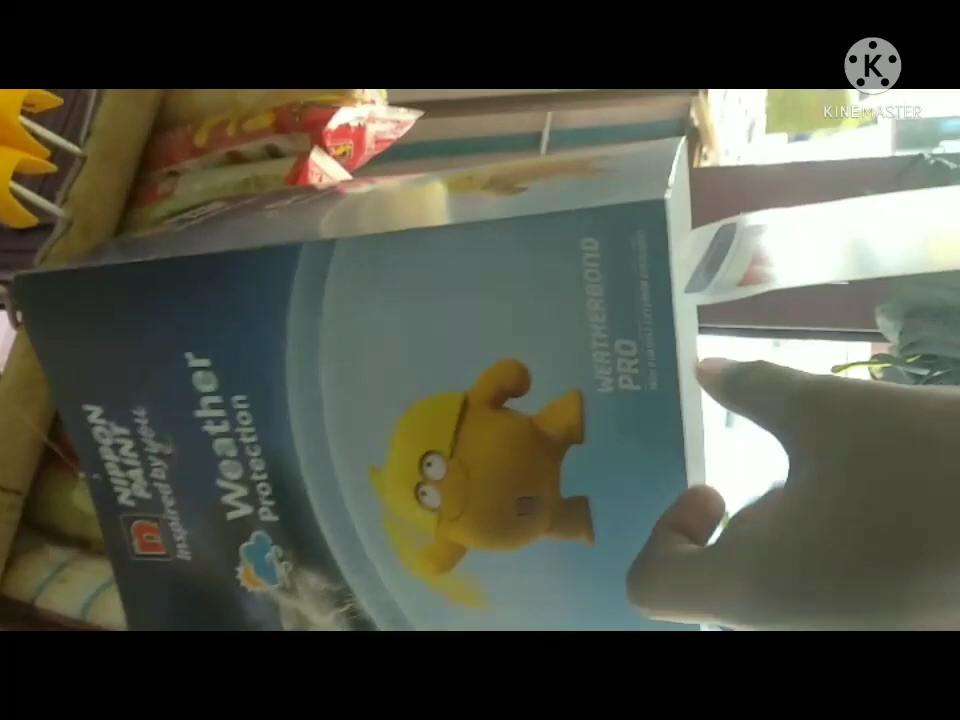 KINEMASTER
NIPPON
PAINT
Inspired by you
Weather
Protection
WEATHERBOND
PRO